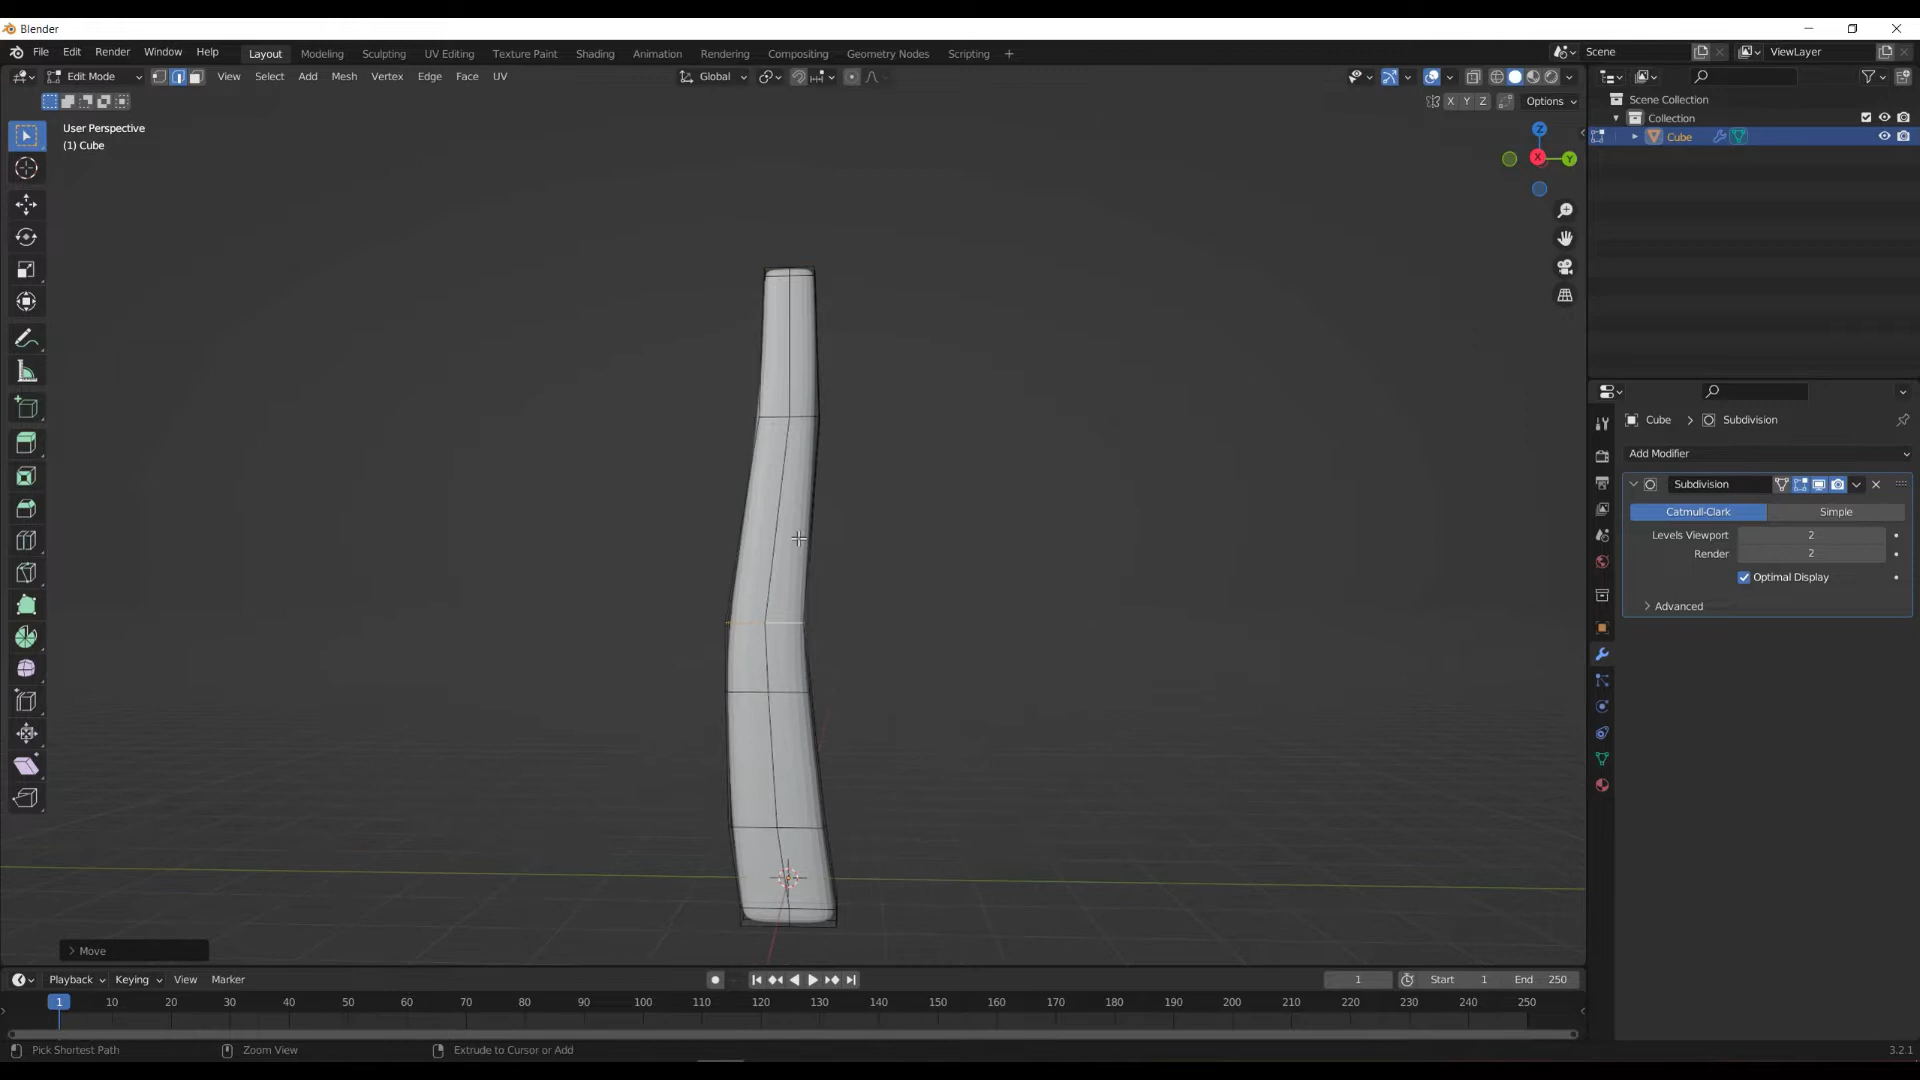 Blender
File Edit Render Window Help Layout Modeling Sculpting UV Editing Texture Paint Shading Animation Rendering Compositing Geometry Nodes Scripting + Scene ViewLayer
Edit Mode View Select Add Mesh Vertex Edge Face UV Global
X Y Z Options
User Perspective
(1) Cube
Z
X Y
Scene Collection
Collection
Cube
Cube > Subdivision
Add Modifier
Subdivision
Catmull-Clark Simple
Levels Viewport 2
Render 2
Optimal Display
> Advanced
> Move
Playback Keying View Marker 1 Start 1 End 250
1 10 20 30 40 50 60 70 80 90 100 110 120 130 140 150 160 170 180 190 200 210 220 230 240 250
Pick Shortest Path Zoom View Extrude to Cursor or Add 3.2.1